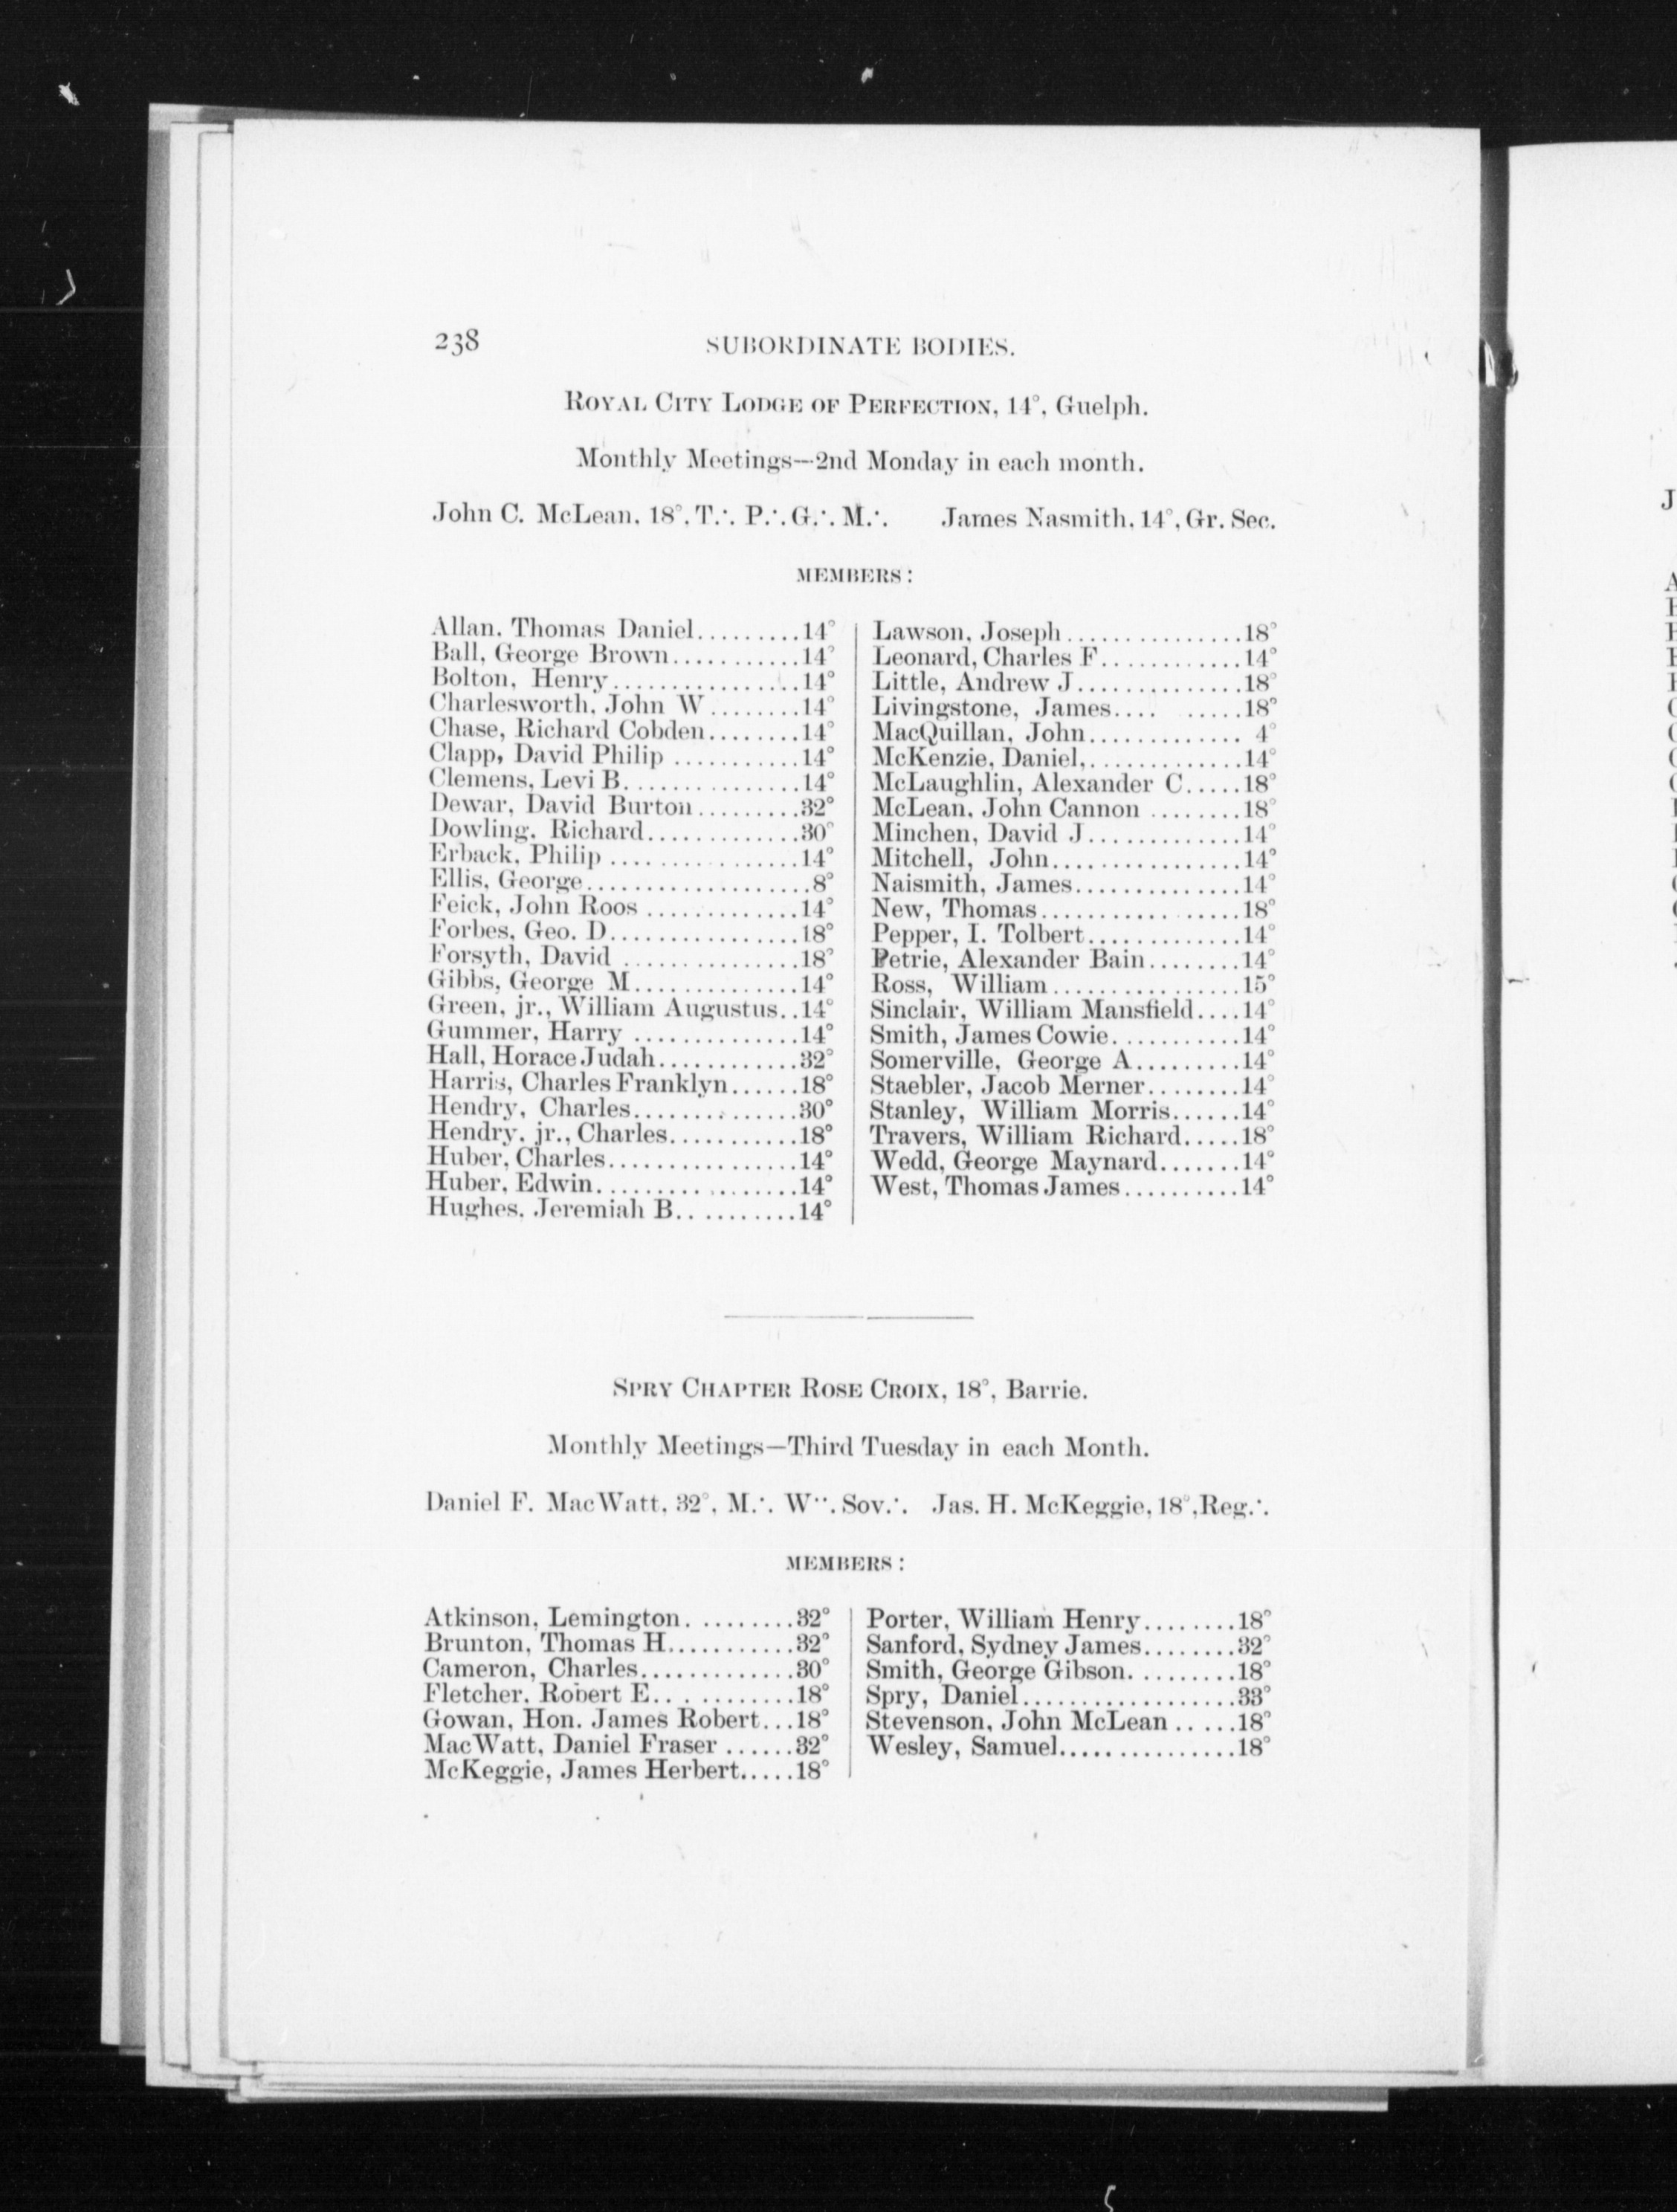 238 SUBORDINATE BODIES.
ROYAL CITY LODGE OF PERFECTION, 14°, Guelph.
Monthly Meetings—2nd Monday in each month.
John C. McLean, 18°, T.∴ P.∴ G.∴ M.∴ James Nasmith, 14°, Gr. Sec.
MEMBERS:
Allan, Thomas Daniel.........14°
Ball, George Brown...........14°
Bolton, Henry................14°
Charlesworth, John W........14°
Chase, Richard Cobden........14°
Clapp, David Philip ...........14°
Clemens, Levi B...............14°
Dewar, David Burton.........32°
Dowling, Richard.............30°
Erback, Philip ................14°
Ellis, George...................8°
Feick, John Roos .............14°
Forbes, Geo. D................18°
Forsyth, David ...............18°
Gibbs, George M..............14°
Green, jr., William Augustus..14°
Gummer, Harry ..............14°
Hall, Horace Judah............32°
Harris, Charles Franklyn......18°
Hendry, Charles..............30°
Hendry, jr., Charles...........18°
Huber, Charles................14°
Huber, Edwin.................14°
Hughes, Jeremiah B...........14°
Lawson, Joseph...............18°
Leonard, Charles F............14°
Little, Andrew J..............18°
Livingstone, James.... .....18°
MacQuillan, John............. 4°
McKenzie, Daniel,.............14°
McLaughlin, Alexander C.....18°
McLean, John Cannon ........18°
Minchen, David J.............14°
Mitchell, John................14°
Naismith, James..............14°
New, Thomas.................18°
Pepper, I. Tolbert.............14°
Petrie, Alexander Bain........14°
Ross, William................15°
Sinclair, William Mansfield....14°
Smith, James Cowie...........14°
Somerville, George A.........14°
Staebler, Jacob Merner........14°
Stanley, William Morris......14°
Travers, William Richard.....18°
Wedd, George Maynard.......14°
West, Thomas James..........14°
SPRY CHAPTER ROSE CROIX, 18°, Barrie.
Monthly Meetings—Third Tuesday in each Month.
Daniel F. MacWatt, 32°, M.∴ W∴ Sov.∴ Jas. H. McKeggie, 18°, Reg.∴
MEMBERS:
Atkinson, Lemington. .........32°
Brunton, Thomas H...........32°
Cameron, Charles.............30°
Fletcher, Robert E.. ..........18°
Gowan, Hon. James Robert...18°
MacWatt, Daniel Fraser ......32°
McKeggie, James Herbert.....18°
Porter, William Henry........18°
Sanford, Sydney James........32°
Smith, George Gibson. ........18°
Spry, Daniel..................33°
Stevenson, John McLean .....18°
Wesley, Samuel...............18°